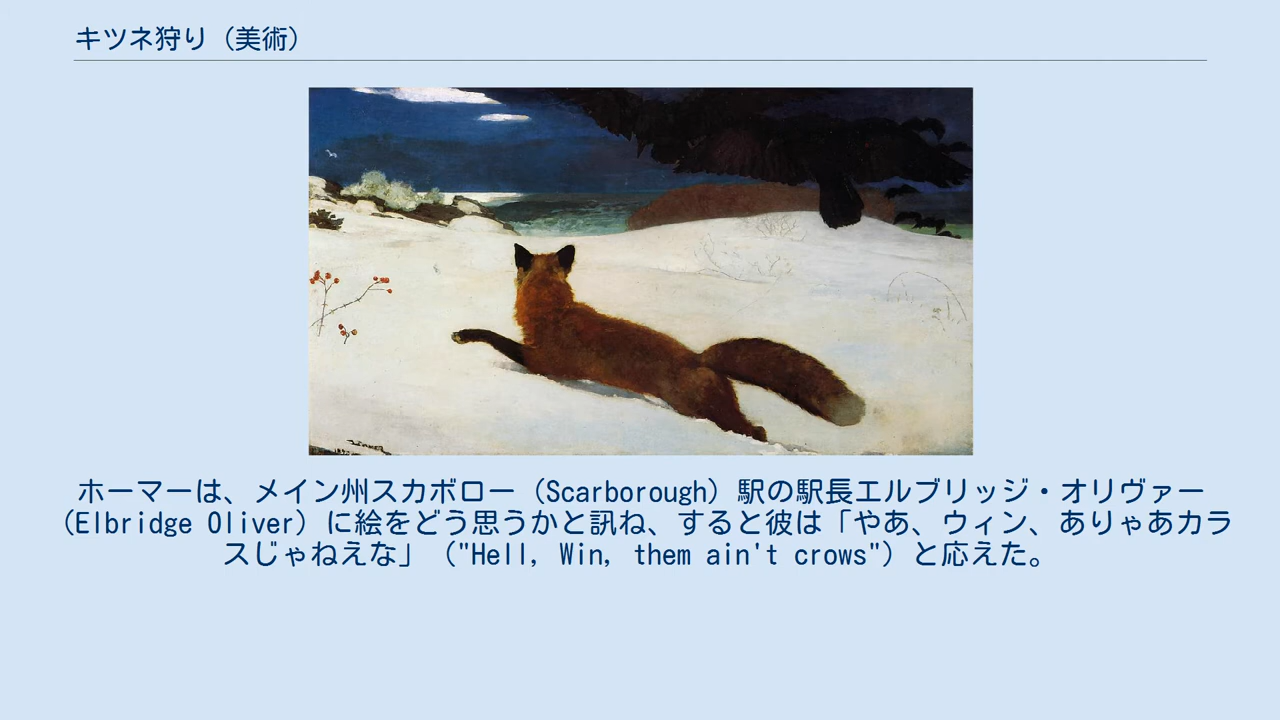 キツネ狩り（美術）
ホーマーは、メイン州スカボロー（Scarborough）駅の駅長エルブリッジ・オリヴァー
（Elbridge Oliver）に絵をどう思うかと訊ね、すると彼は「やあ、ウィン、ありゃあカラ
スじゃねえな」（"Hell, Win, them ain't crows"）と応えた。